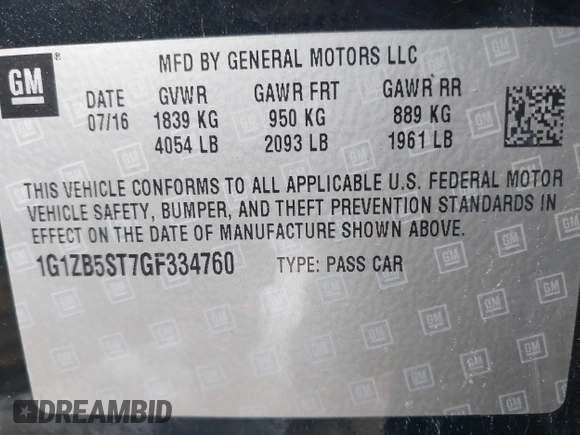 GM
MFD BY GENERAL MOTORS LLC
DATE GVWR GAWR FRT GAWR RR
07/16 1839 KG 950 KG 889 KG
4054 LB 2093 LB 1961 LB
THIS VEHICLE CONFORMS TO ALL APPLICABLE U.S. FEDERAL MOTOR
VEHICLE SAFETY, BUMPER, AND THEFT PREVENTION STANDARDS IN
EFFECT ON THE DATE OF MANUFACTURE SHOWN ABOVE.
1G1ZB5ST7GF334760 TYPE: PASS CAR
DREAMBID